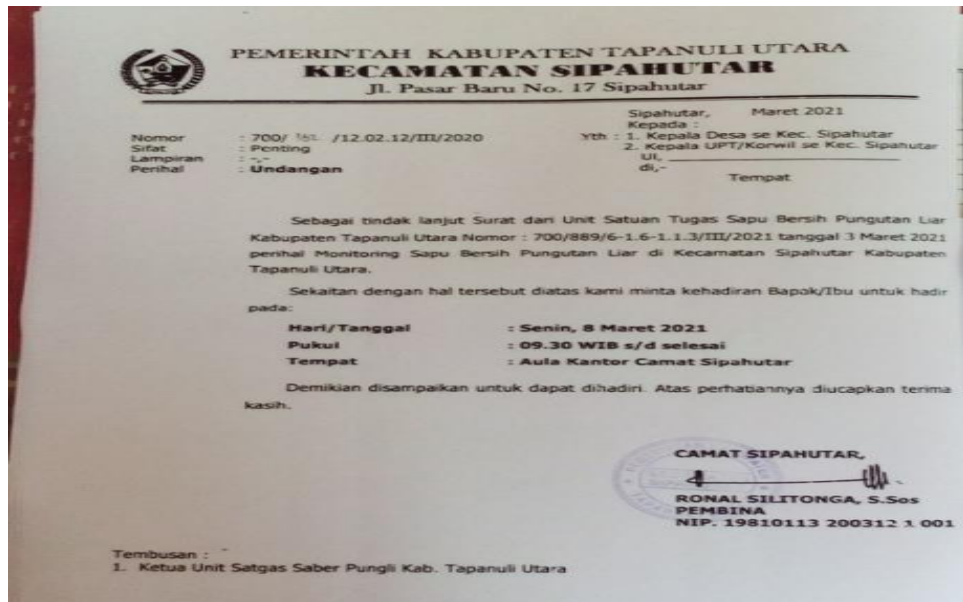 PEMERINTAH KABUPATEN TAPANULI UTARA
KECAMATAN SIPAHUTAR
Jl. Pasar Baru No. 17 Sipahutar
Sipahutar, Maret 2021
Kepada :
Nomor : 700/ /12.02.12/III/2020
Sifat : Penting
Lampiran : -,-
Perihal : Undangan
Yth : 1. Kepala Desa se Kec. Sipahutar
2. Kepala UPT/Korwil se Kec. Sipahutar
di,-
Tempat
Sebagai tindak lanjut Surat dari Unit Satuan Tugas Sapu Bersih Pungutan Liar
Kabupaten Tapanuli Utara Nomor : 700/889/6-1.6-1.1.3/III/2021 tanggal 3 Maret 2021
perihal Monitoring Sapu Bersih Pungutan Liar di Kecamatan Sipahutar Kabupaten
Tapanuli Utara.
Sekaitan dengan hal tersebut diatas kami minta kehadiran Bapak/Ibu untuk hadir
pada:
Hari/Tanggal : Senin, 8 Maret 2021
Pukul : 09.30 WIB s/d selesai
Tempat : Aula Kantor Camat Sipahutar
Demikian disampaikan untuk dapat dihadiri. Atas perhatiannya diucapkan terima
kasih.
CAMAT SIPAHUTAR,
RONAL SILITONGA, S.Sos
PEMBINA
NIP. 19810113 200312 1 001
Tembusan :
1. Ketua Unit Satgas Saber Pungli Kab. Tapanuli Utara